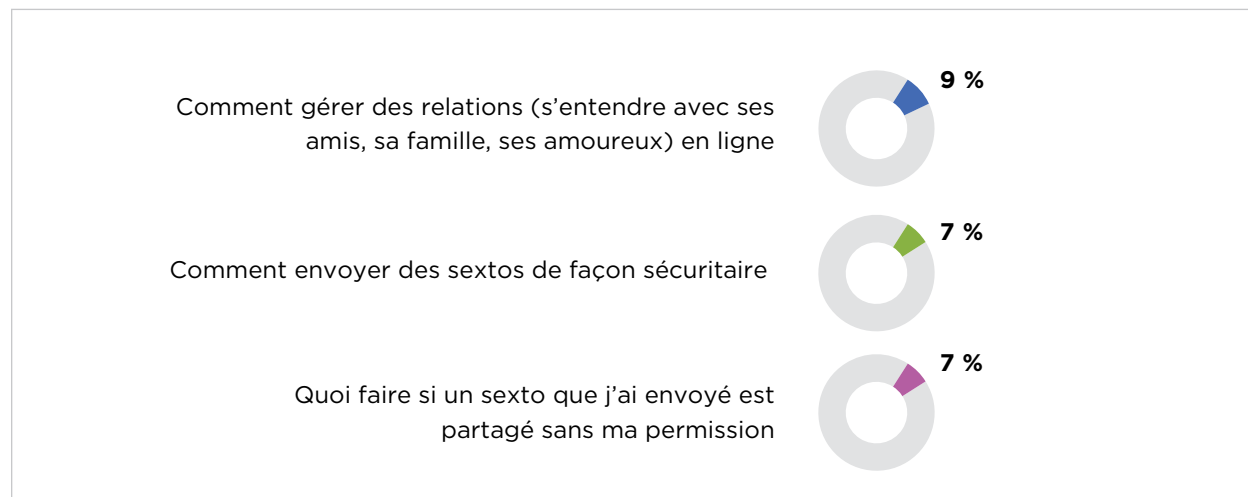 9 %
Comment gérer des relations (s’entendre avec ses
amis, sa famille, ses amoureux) en ligne
7 %
Comment envoyer des sextos de façon sécuritaire
7 %
Quoi faire si un sexto que j’ai envoyé est
partagé sans ma permission